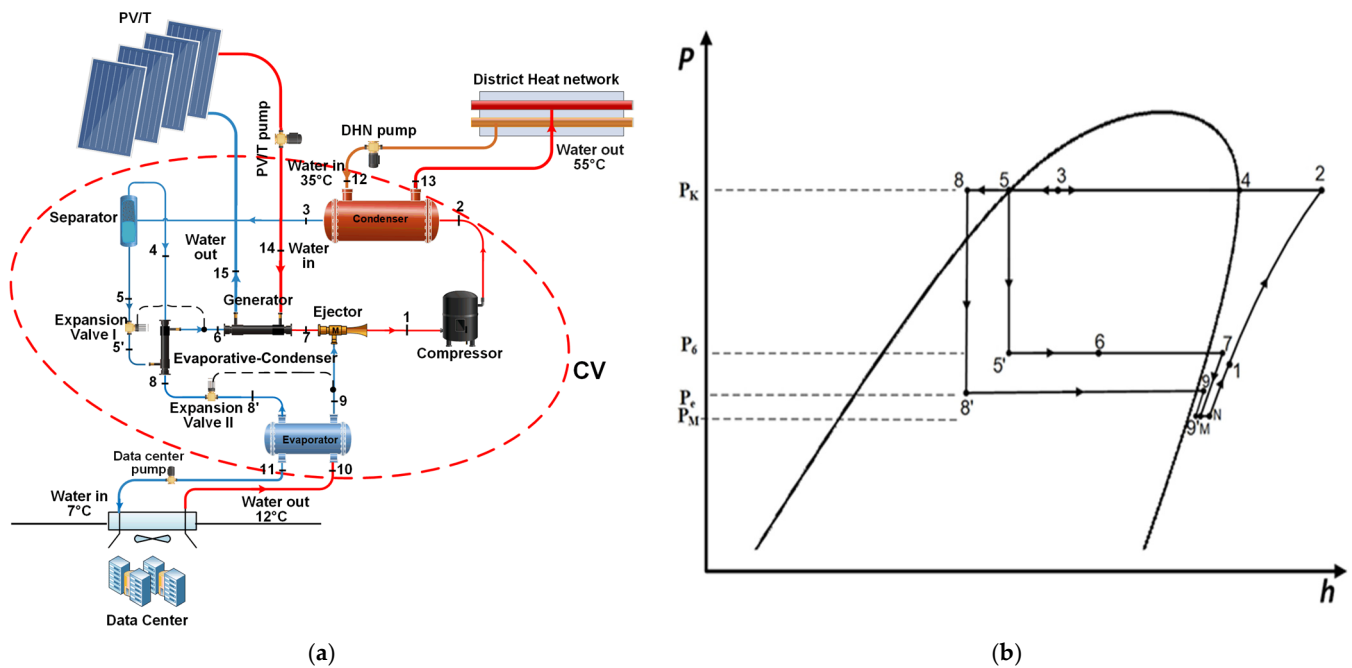 PV/T
PV/T pump
District Heat network
DHN pump
Water in
35°C
12
13
Water out
55°C
Separator
3
Condenser
2
4
Water
out
14
Water
in
15
5
Generator
Ejector
Expansion
Valve I
M
1
6
7
Compressor
5'
Evaporative-Condenser
8
CV
Expansion
Valve II
8'
9
Evaporator
Data center
pump
11
10
Water in
7°C
Water out
12°C
Data Center
(a)
P
8
5
3
4
2
P_K
P_6
6
7
5'
1
9
P_e
8'
P_M
9'
M
N
h
(b)